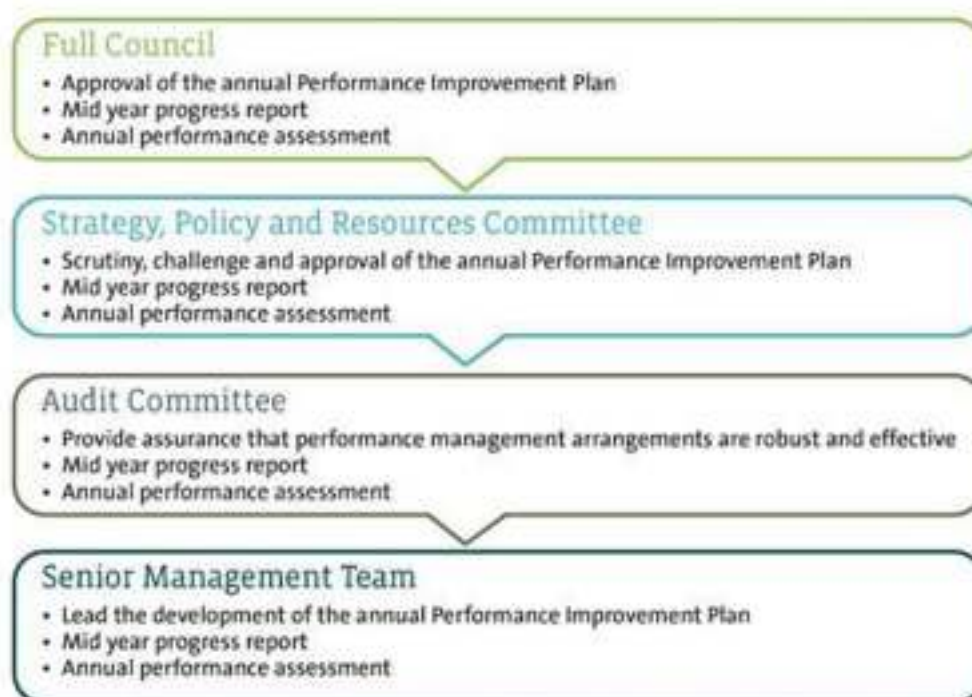 Full Council
• Approval of the annual Performance Improvement Plan
• Mid year progress report
• Annual performance assessment
Strategy, Policy and Resources Committee
• Scrutiny, challenge and approval of the annual Performance Improvement Plan
• Mid year progress report
• Annual performance assessment
Audit Committee
• Provide assurance that performance management arrangements are robust and effective
• Mid year progress report
• Annual performance assessment
Senior Management Team
• Lead the development of the annual Performance Improvement Plan
• Mid year progress report
• Annual performance assessment